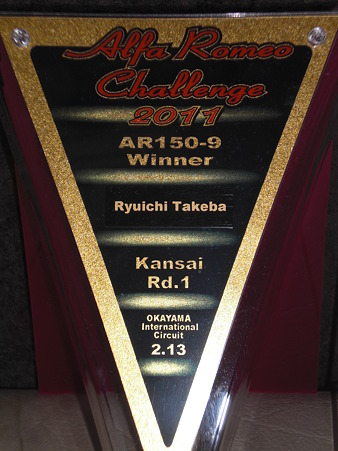 Alfa Romeo
Challenge
2011
AR150-9
Winner
Ryuichi Takeba
Kansai
Rd.1
OKAYAMA
International
Circuit
2.13